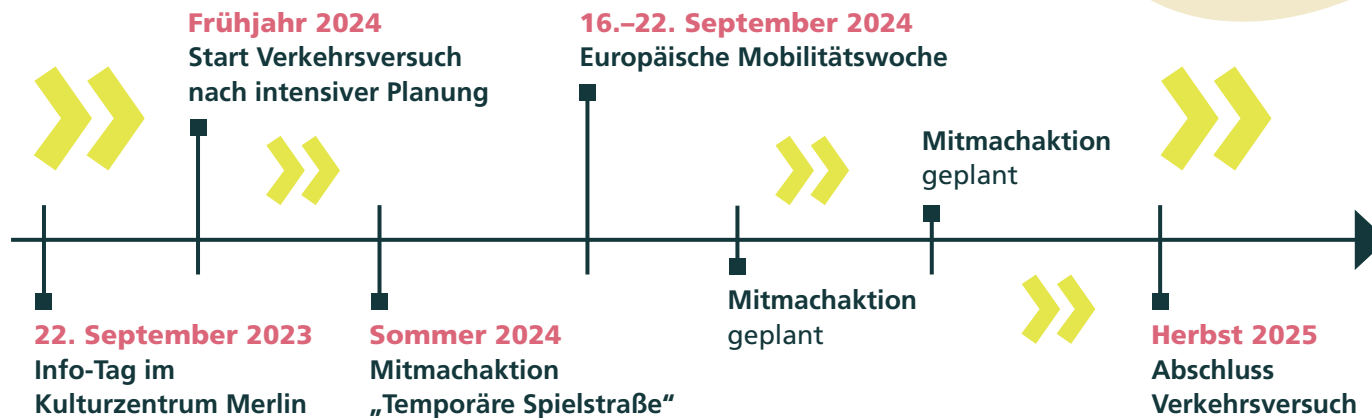 Frühjahr 2024
Start Verkehrsversuch
nach intensiver Planung
16.–22. September 2024
Europäische Mobilitätswoche
Mitmachaktion
geplant
22. September 2023
Info-Tag im
Kulturzentrum Merlin
Sommer 2024
Mitmachaktion
„Temporäre Spielstraße“
Mitmachaktion
geplant
Herbst 2025
Abschluss
Verkehrsversuch